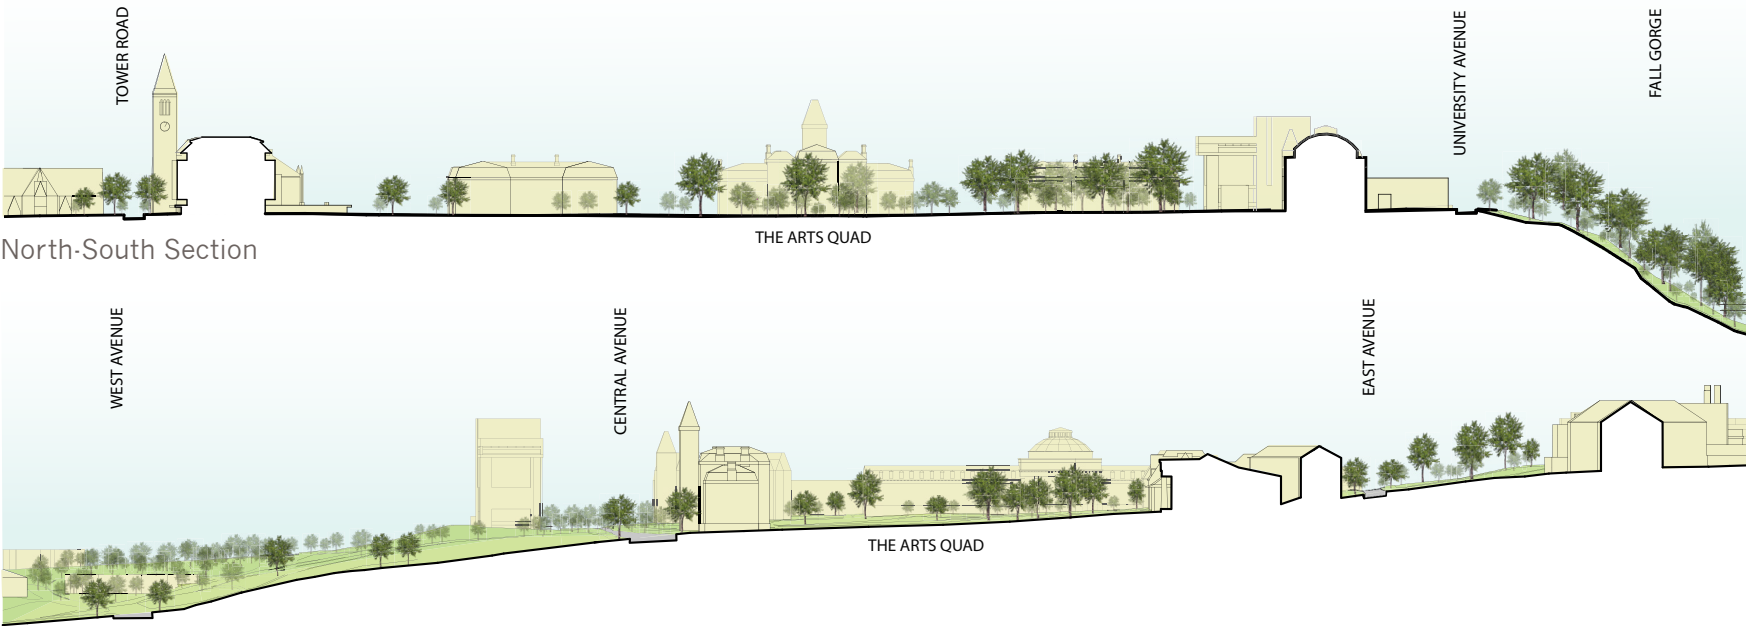 TOWER ROAD
UNIVERSITY AVENUE
FALL GORGE
THE ARTS QUAD
North-South Section
WEST AVENUE
CENTRAL AVENUE
EAST AVENUE
THE ARTS QUAD